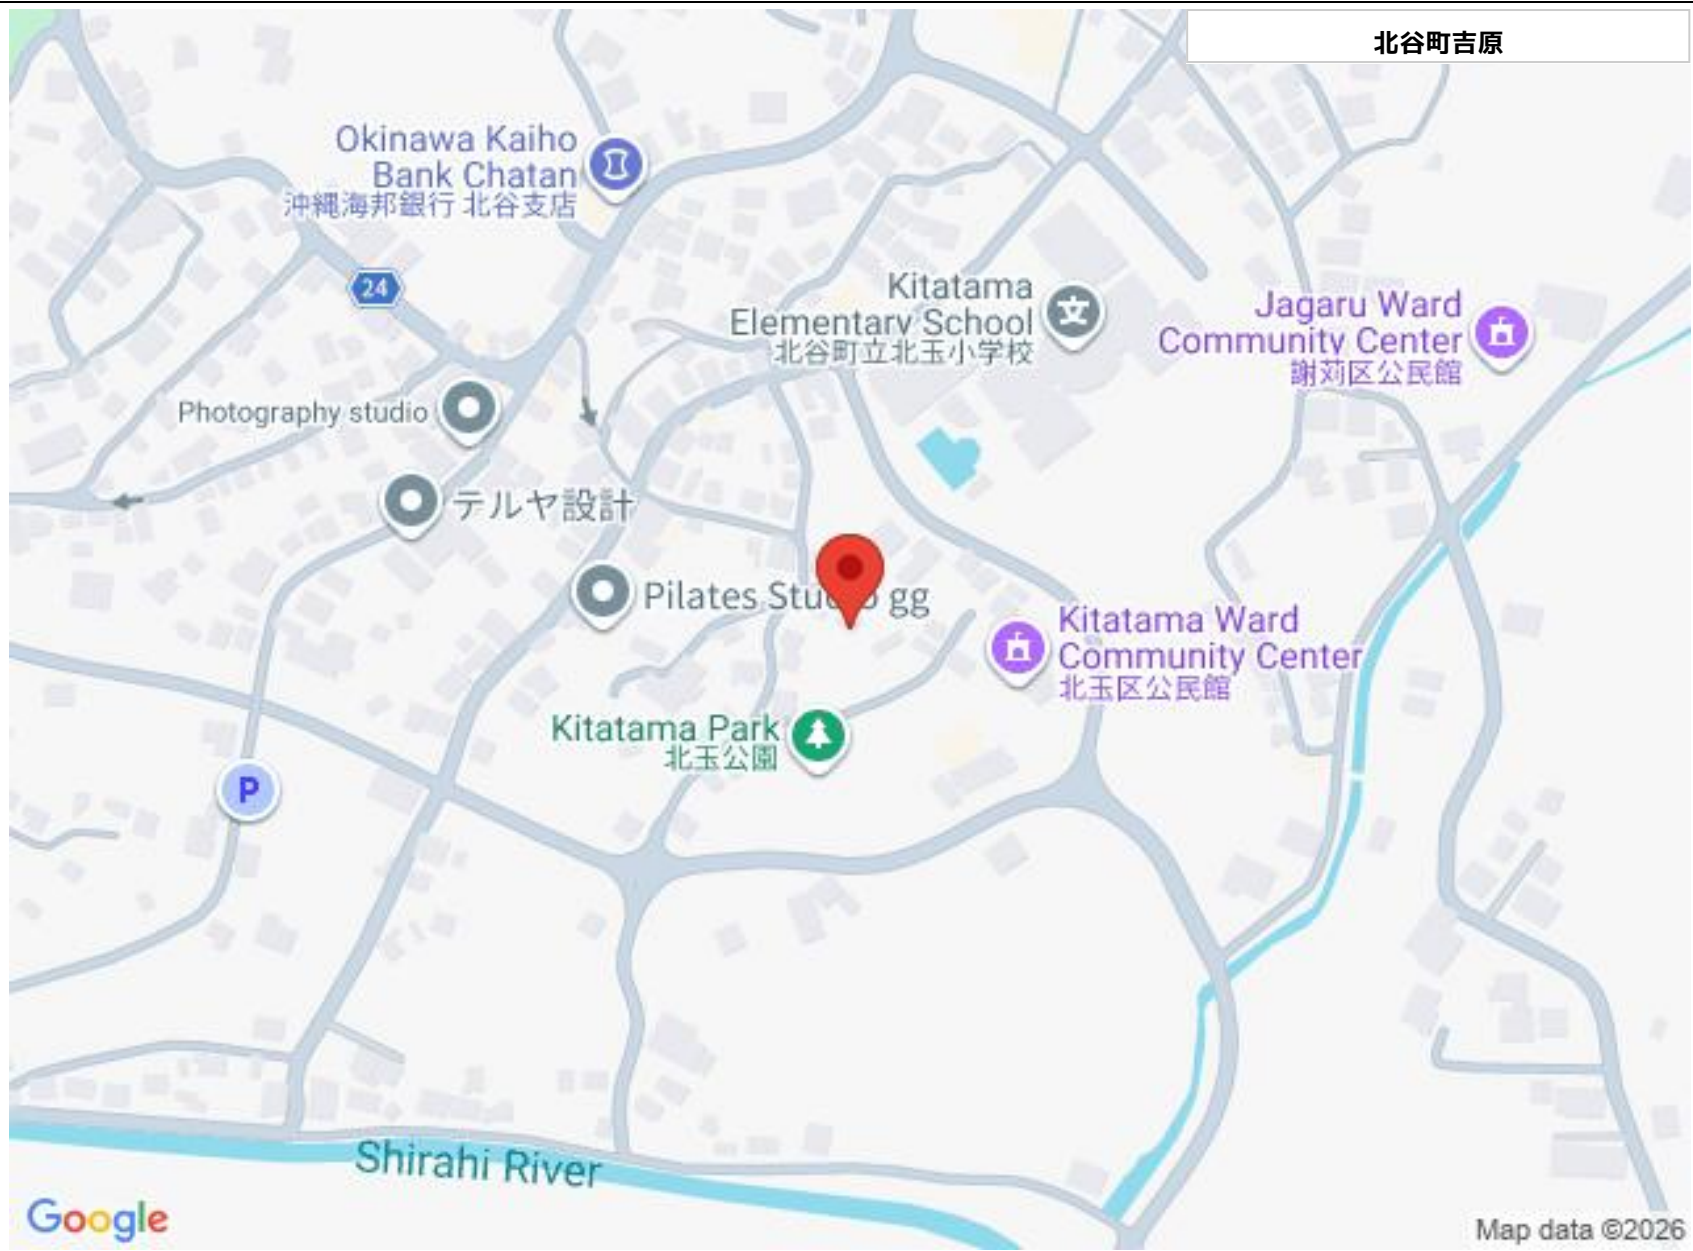 北谷町吉原
Okinawa Kaiho
Bank Chatan
沖縄海邦銀行 北谷支店
24
Kitatama
Elementary School
北谷町立北玉小学校
文
Jagaru Ward
Community Center
謝苅区公民館
Photography studio
テルヤ設計
Pilates Studio gg
Kitatama Ward
Community Center
北玉区公民館
Kitatama Park
北玉公園
P
Shirahi River
Google
Map data ©2026